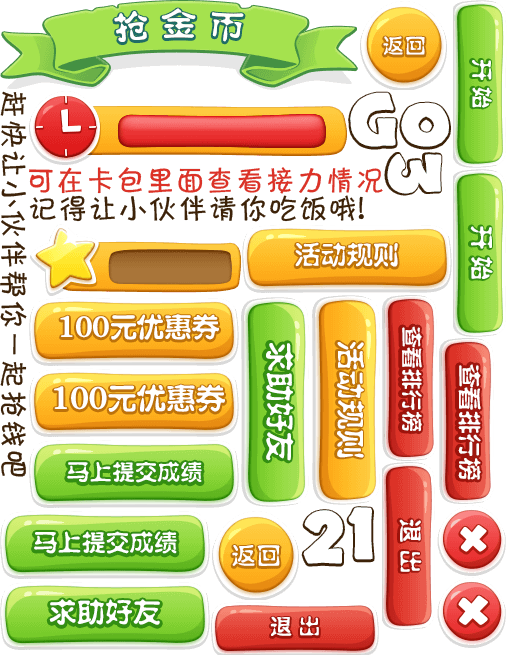 抢金币
返回
开始
赶快让小伙伴帮你一起抢钱吧
GO
3
可在卡包里面查看接力情况
记得让小伙伴请你吃饭哦!
开始
活动规则
100元优惠券
求助好友
活动规则
查看排行榜
查看排行榜
100元优惠券
马上提交成绩
退出
马上提交成绩
返回
21
求助好友
退出